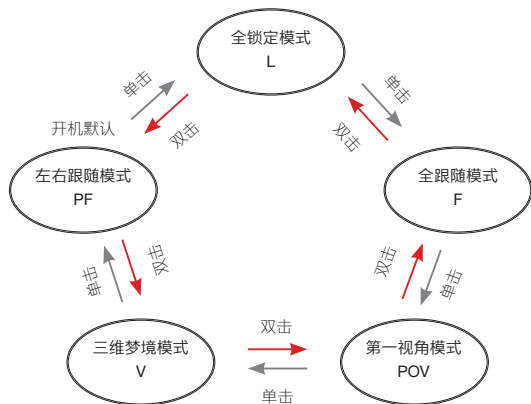 全锁定模式
L
单击
双击
单击
双击
开机默认
左右跟随模式
PF
全跟随模式
F
单击
双击
双击
单击
三维梦境模式
V
双击
单击
第一视角模式
POV